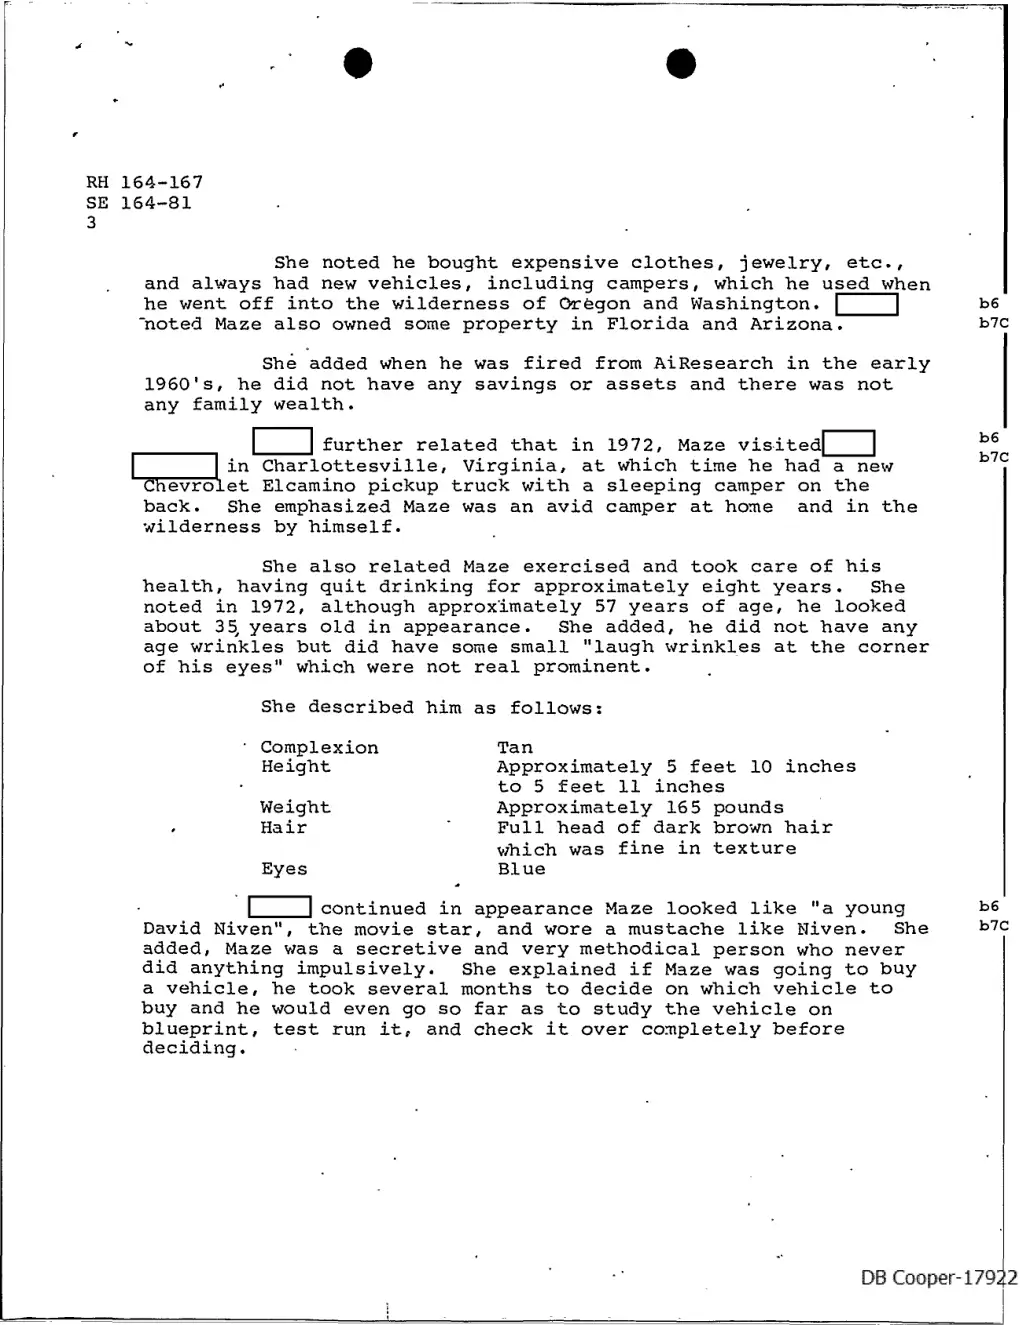 RH 164-167
SE 164-81
3
She noted he bought expensive clothes, jewelry, etc.,
and always had new vehicles, including campers, which he used when
he went off into the wilderness of Oregon and Washington.
b6
noted Maze also owned some property in Florida and Arizona.
b7C
She added when he was fired from AiResearch in the early
1960's, he did not have any savings or assets and there was not
any family wealth.
further related that in 1972, Maze visited
b6
in Charlottesville, Virginia, at which time he had a new
b7C
Chevrolet Elcamino pickup truck with a sleeping camper on the
back. She emphasized Maze was an avid camper at home and in the
wilderness by himself.
She also related Maze exercised and took care of his
health, having quit drinking for approximately eight years. She
noted in 1972, although approximately 57 years of age, he looked
about 35, years old in appearance. She added, he did not have any
age wrinkles but did have some small "laugh wrinkles at the corner
of his eyes" which were not real prominent.
She described him as follows:
Complexion Tan
Height Approximately 5 feet 10 inches
to 5 feet 11 inches
Weight Approximately 165 pounds
Hair Full head of dark brown hair
which was fine in texture
Eyes Blue
continued in appearance Maze looked like "a young
b6
David Niven", the movie star, and wore a mustache like Niven. She
b7C
added, Maze was a secretive and very methodical person who never
did anything impulsively. She explained if Maze was going to buy
a vehicle, he took several months to decide on which vehicle to
buy and he would even go so far as to study the vehicle on
blueprint, test run it, and check it over completely before
deciding.
DB Cooper-17922